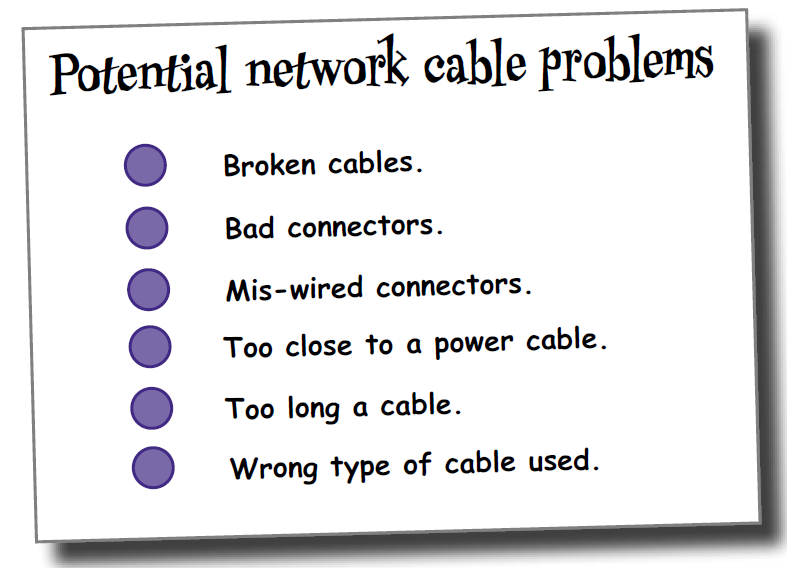 Potential network cable problems
Broken cables.
Bad connectors.
Mis-wired connectors.
Too close to a power cable.
Too long a cable.
Wrong type of cable used.